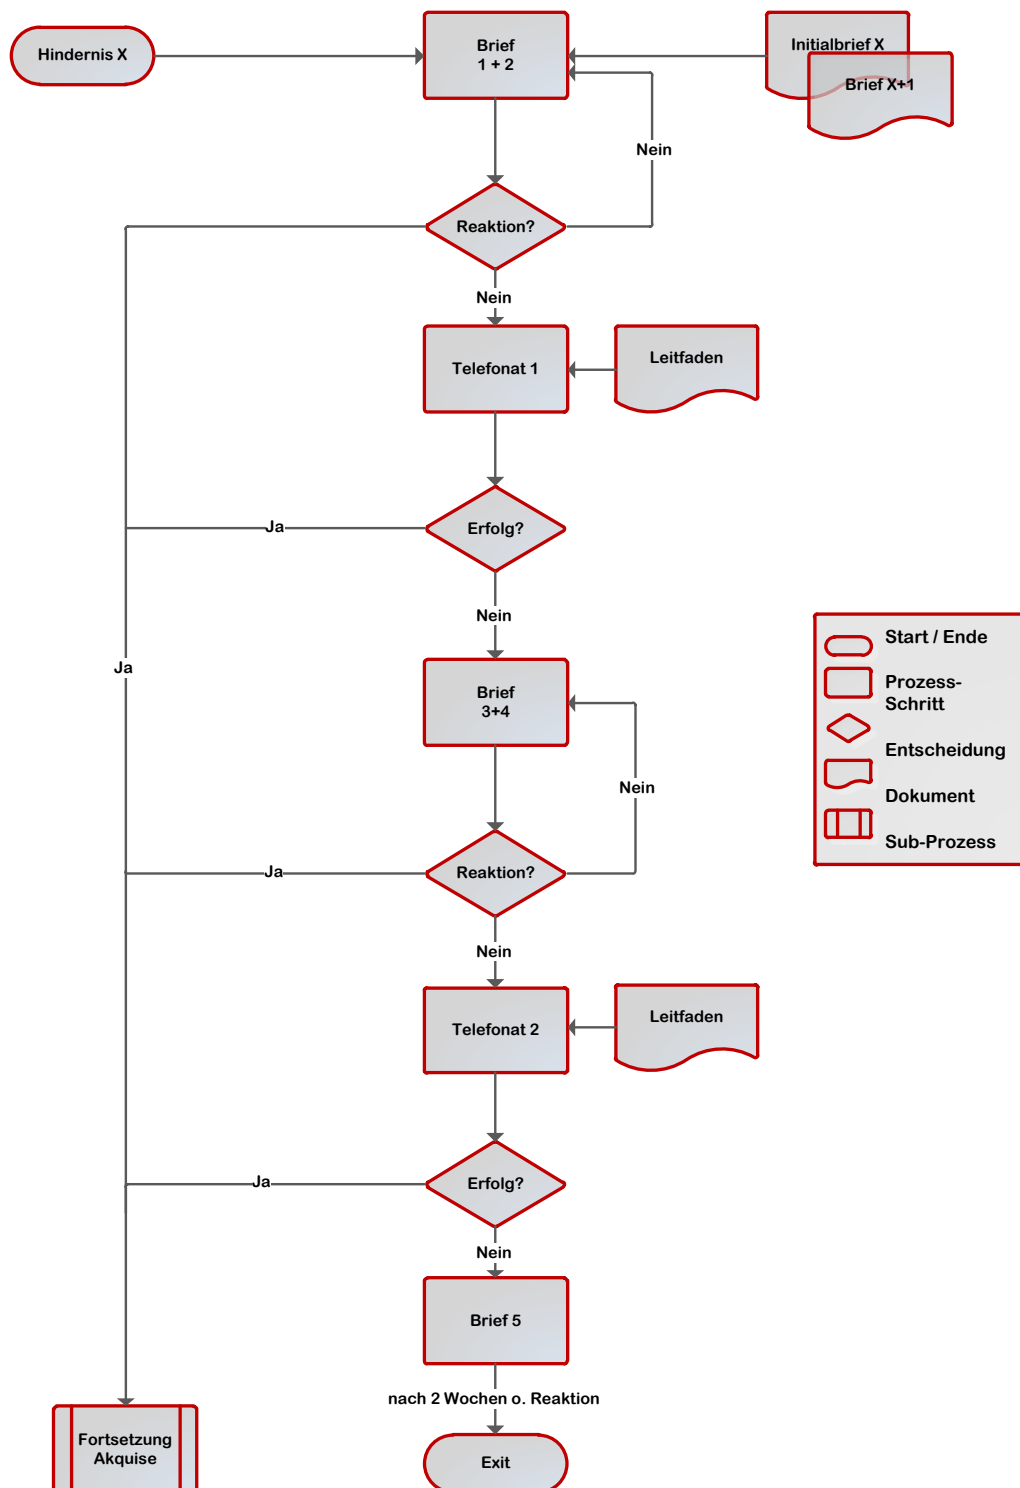 Hindernis X
Brief
1 + 2
Initialbrief X
Brief X+1
Nein
Reaktion?
Nein
Telefonat 1
Leitfaden
Ja
Erfolg?
Nein
Ja
Brief
3+4
Nein
Ja
Reaktion?
Nein
Telefonat 2
Leitfaden
Ja
Erfolg?
Nein
Brief 5
nach 2 Wochen o. Reaktion
Fortsetzung
Akquise
Exit
Start / Ende
Prozess-
Schritt
Entscheidung
Dokument
Sub-Prozess